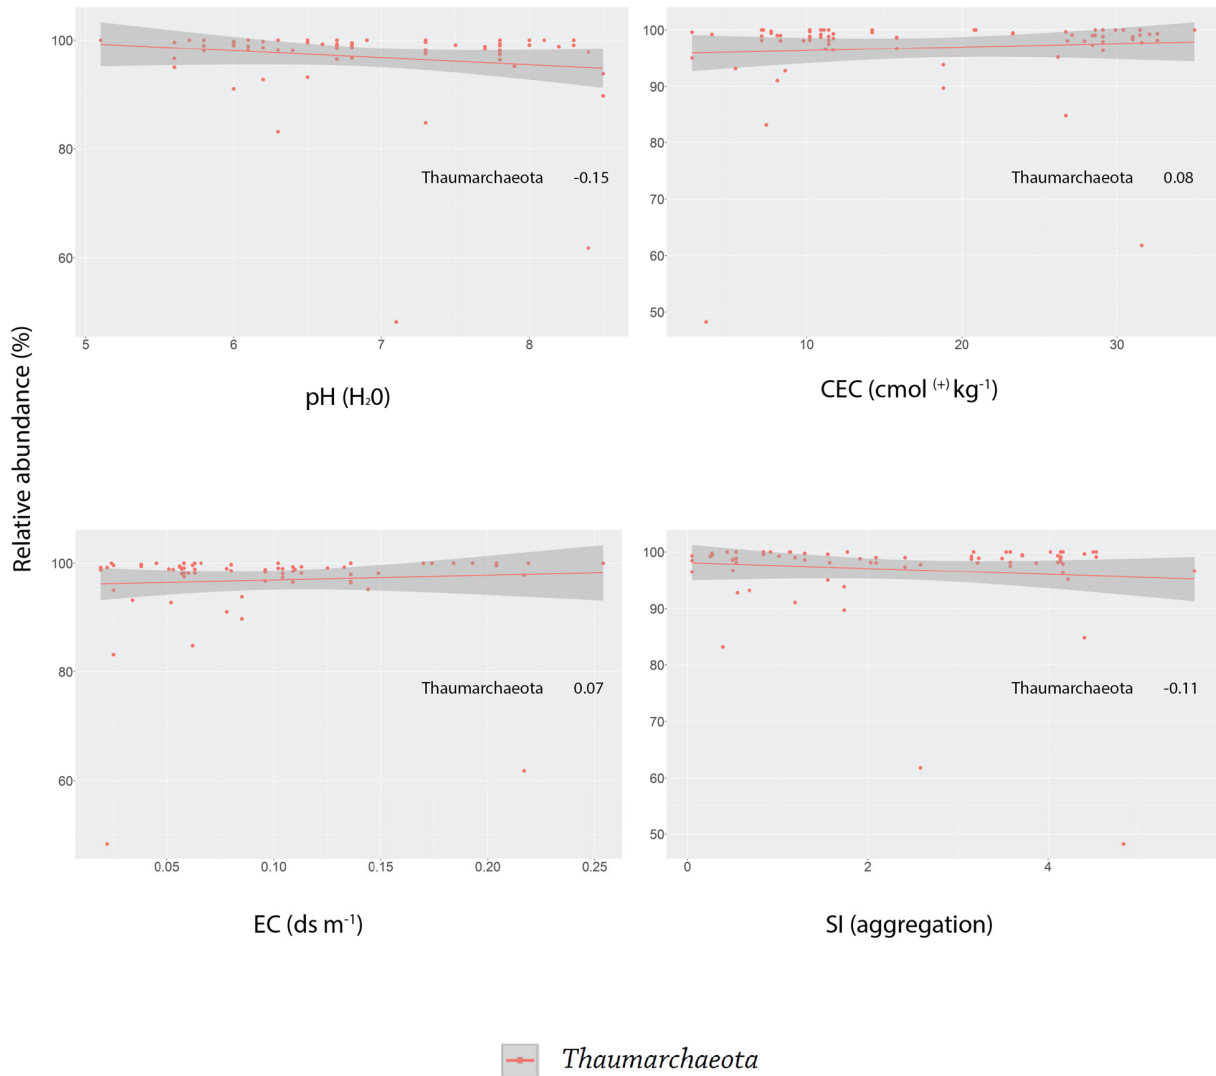 Relative abundance (%)
100
80
60
Thaumarchaeota -0.15
5 6 7 8
pH (H₂0)
100
90
80
70
60
50
Thaumarchaeota 0.08
10 20 30
CEC (cmol ⁽⁺⁾ kg⁻¹)
100
80
60
Thaumarchaeota 0.07
0.05 0.10 0.15 0.20 0.25
EC (ds m⁻¹)
100
90
80
70
60
50
Thaumarchaeota -0.11
0 2 4
SI (aggregation)
Thaumarchaeota